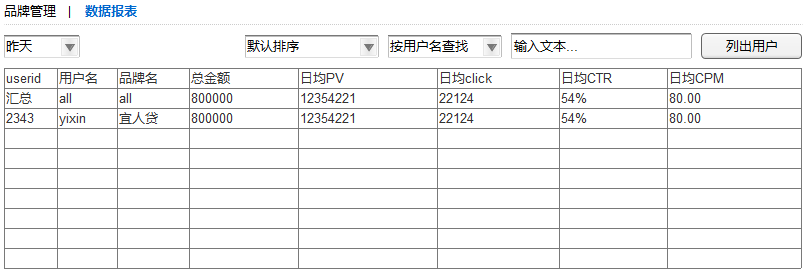 品牌管理 | 数据报表
昨天 默认排序 按用户名查找 输入文本... 列出用户
userid 用户名 品牌名 总金额 日均PV 日均click 日均CTR 日均CPM
汇总 all all 800000 12354221 22124 54% 80.00
2343 yixin 宜人贷 800000 12354221 22124 54% 80.00